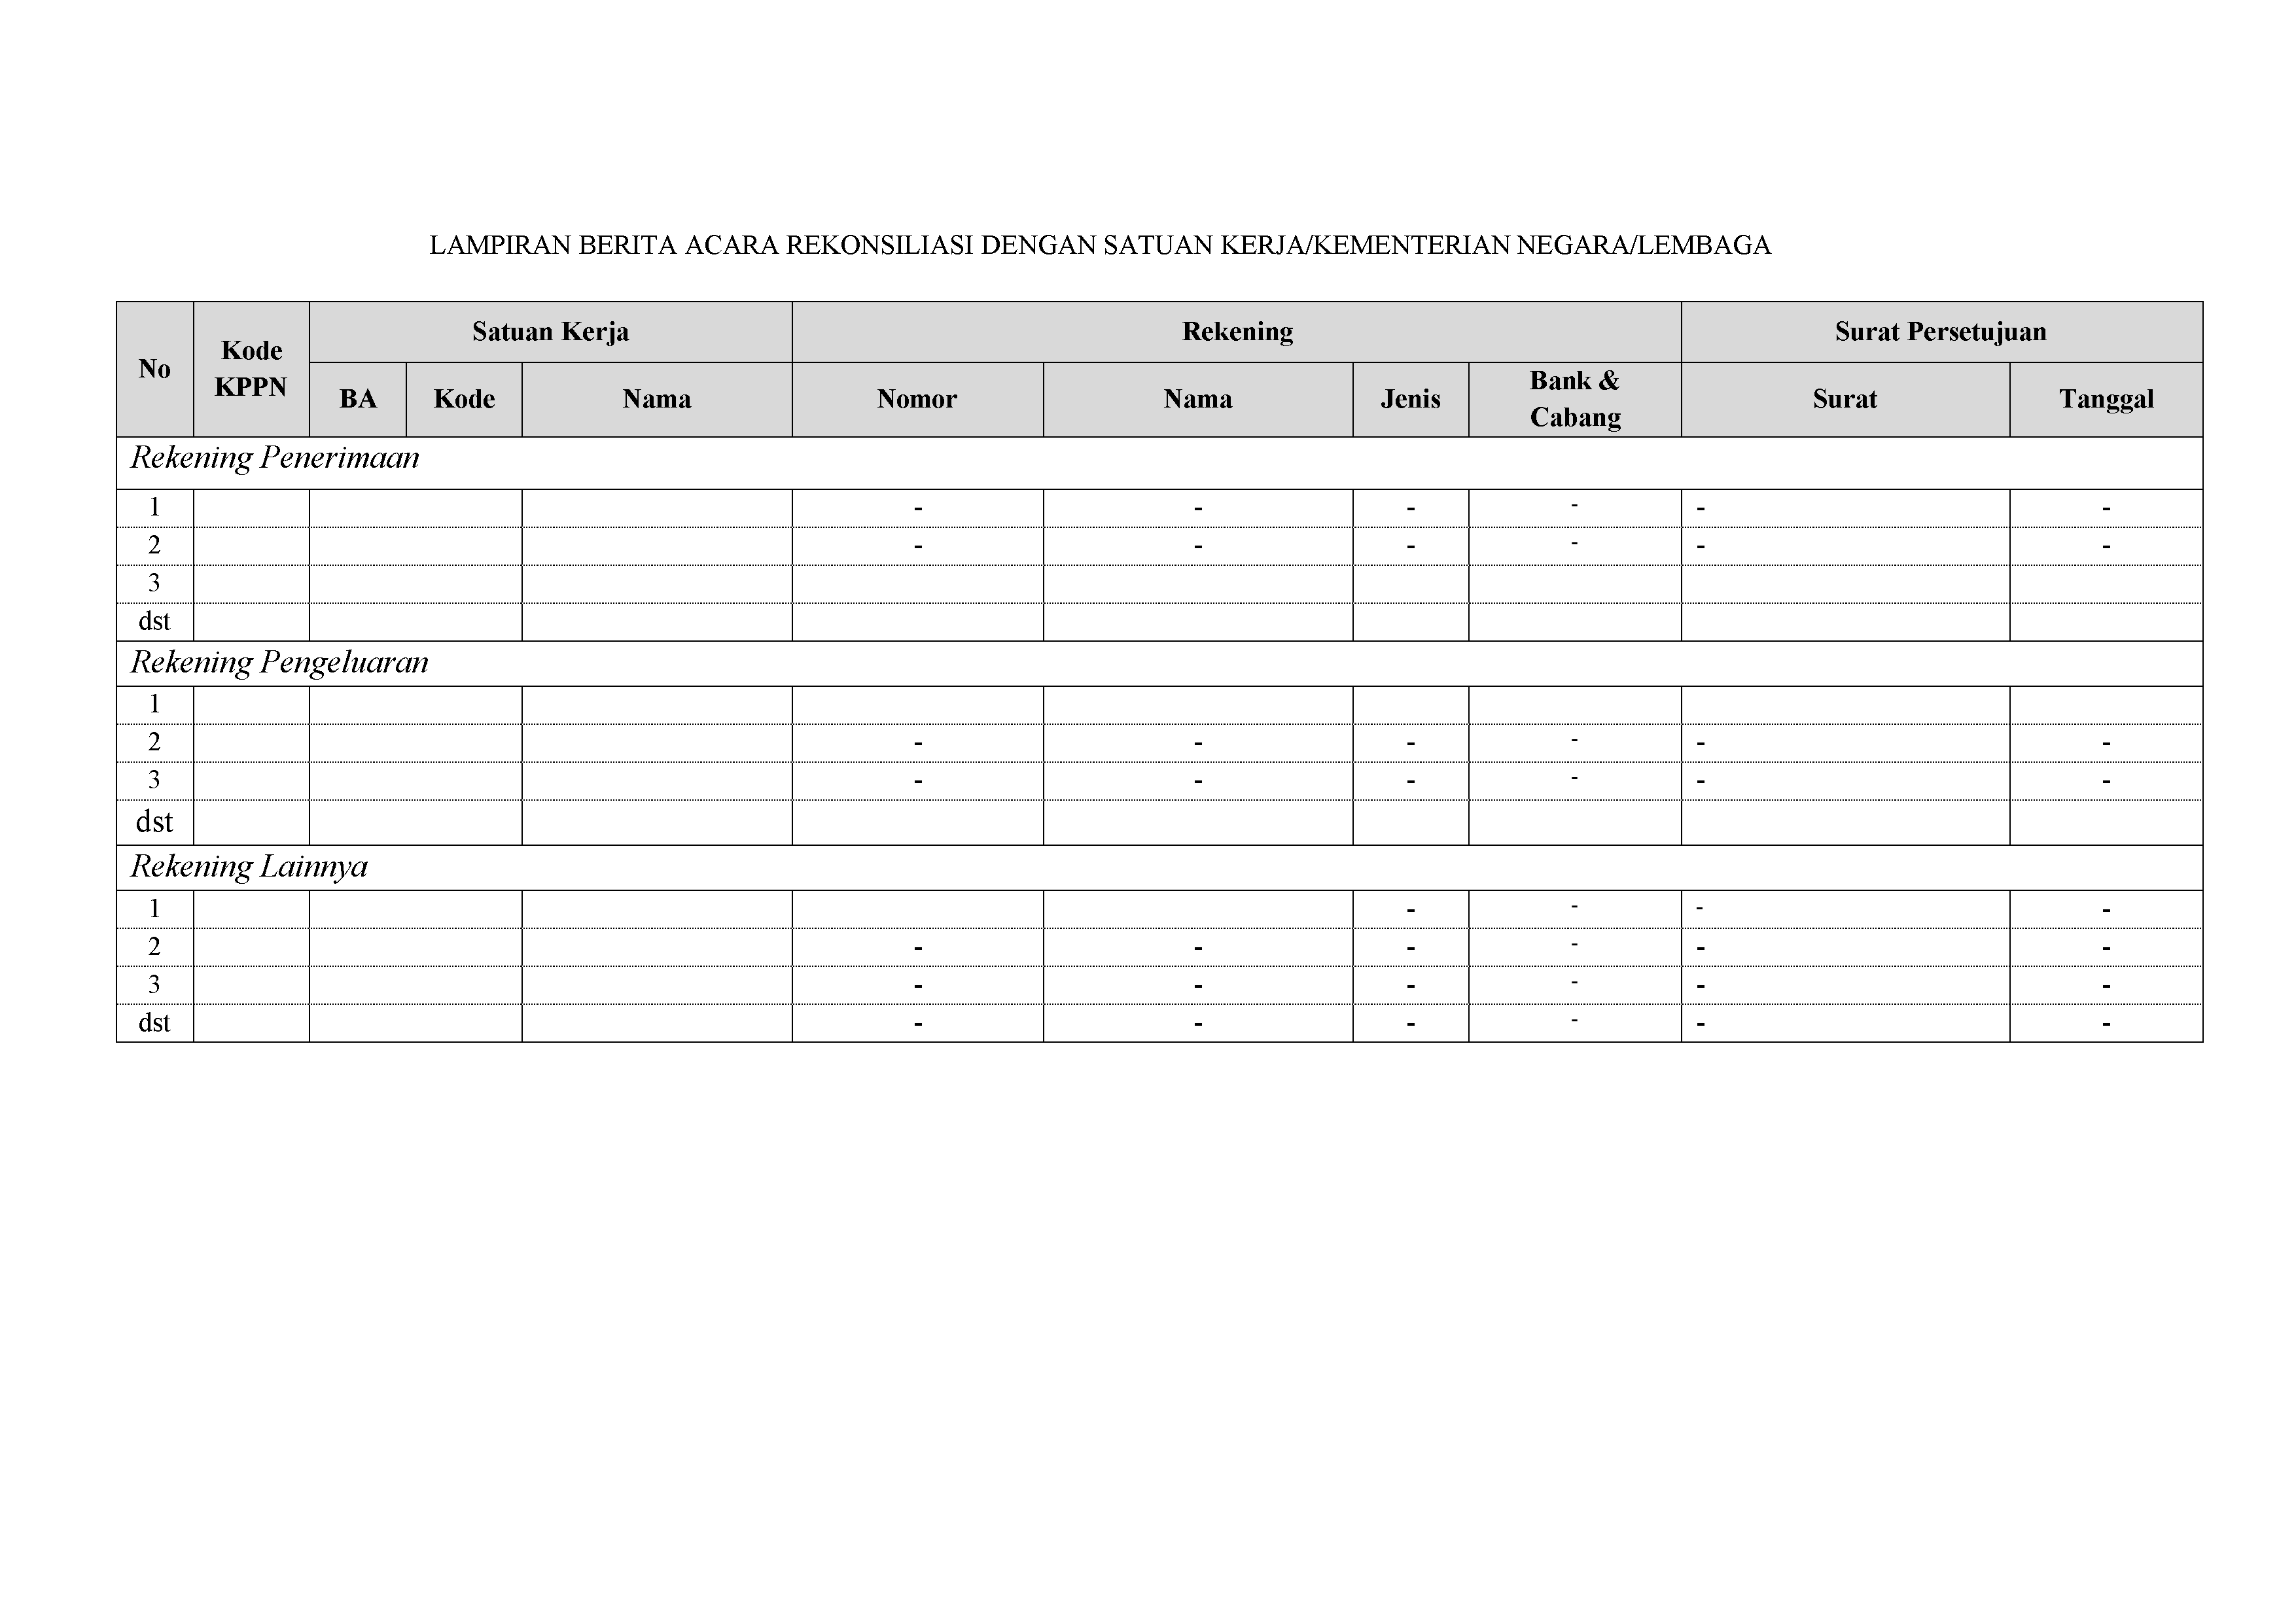 LAMPIRAN BERITA ACARA REKONSILIASI DENGAN SATUAN KERJA/KEMENTERIAN NEGARA/LEMBAGA
No Kode KPPN Satuan Kerja Rekening Surat Persetujuan
BA Kode Nama Nomor Nama Jenis Bank & Cabang Surat Tanggal
Rekening Penerimaan
1 - - - - - -
2 - - - - - -
3
dst
Rekening Pengeluaran
1
2 - - - - - -
3 - - - - - -
dst
Rekening Lainnya
1 - - - -
2 - - - - - -
3 - - - - - -
dst - - - - - -